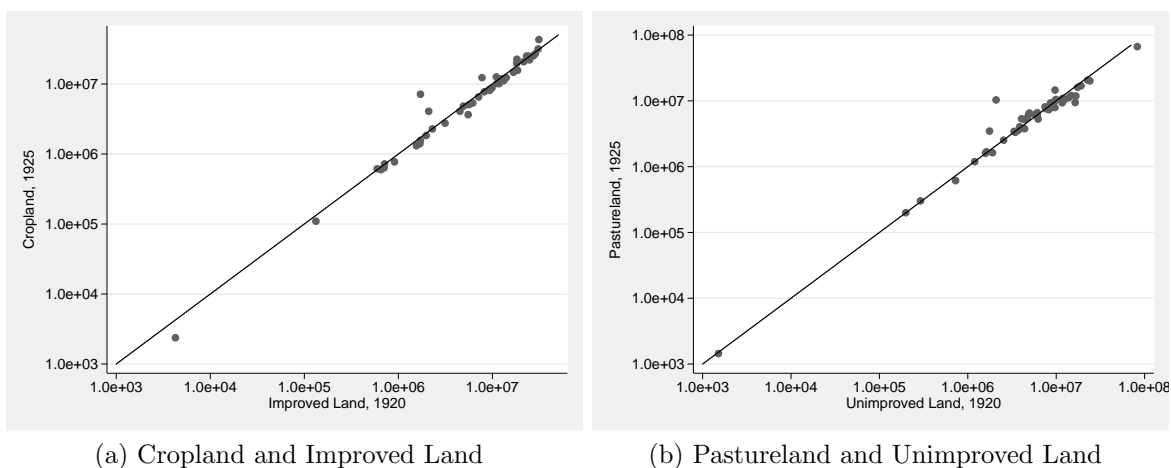 Cropland, 1925
1.0e+07
1.0e+06
1.0e+05
1.0e+04
1.0e+03
1.0e+03 1.0e+04 1.0e+05 1.0e+06 1.0e+07
Improved Land, 1920
(a) Cropland and Improved Land
Pastureland, 1925
1.0e+08
1.0e+07
1.0e+06
1.0e+05
1.0e+04
1.0e+03
1.0e+03 1.0e+04 1.0e+05 1.0e+06 1.0e+07 1.0e+08
Unimproved Land, 1920
(b) Pastureland and Unimproved Land